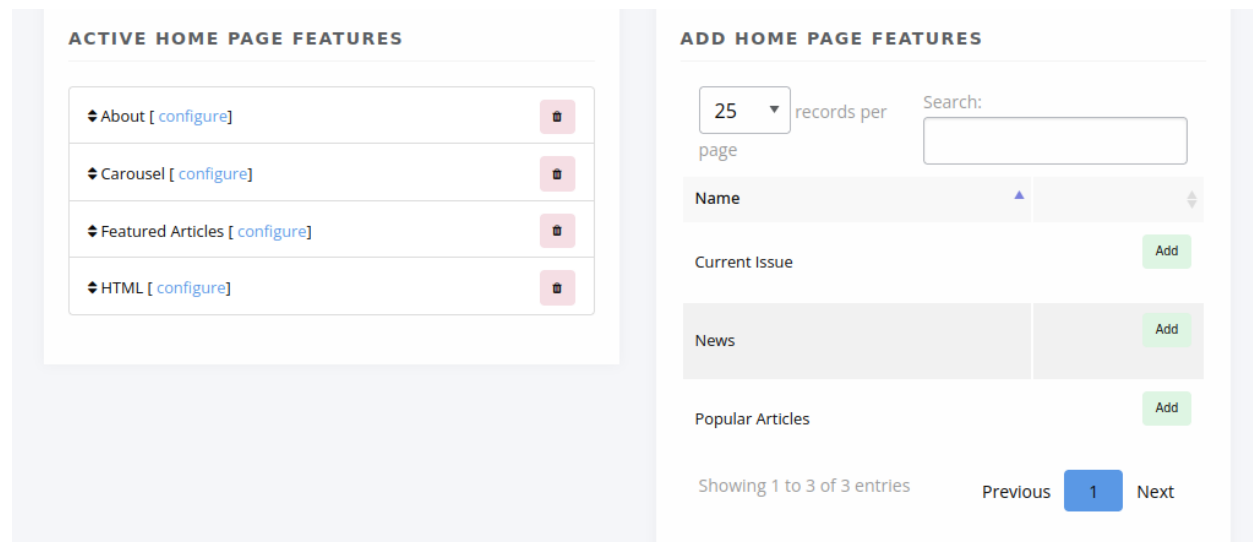 ACTIVE HOME PAGE FEATURES
About [ configure]
Carousel [ configure]
Featured Articles [ configure]
HTML [ configure]
ADD HOME PAGE FEATURES
25 records per page
Search:
Name
Current Issue Add
News Add
Popular Articles Add
Showing 1 to 3 of 3 entries
Previous 1 Next